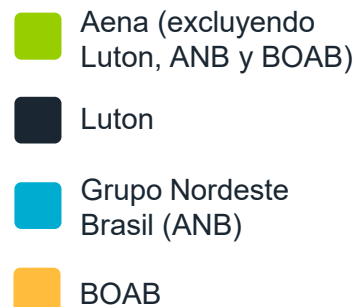 Aena (excluyendo
Luton, ANB y BOAB)
Luton
Grupo Nordeste
Brasil (ANB)
BOAB